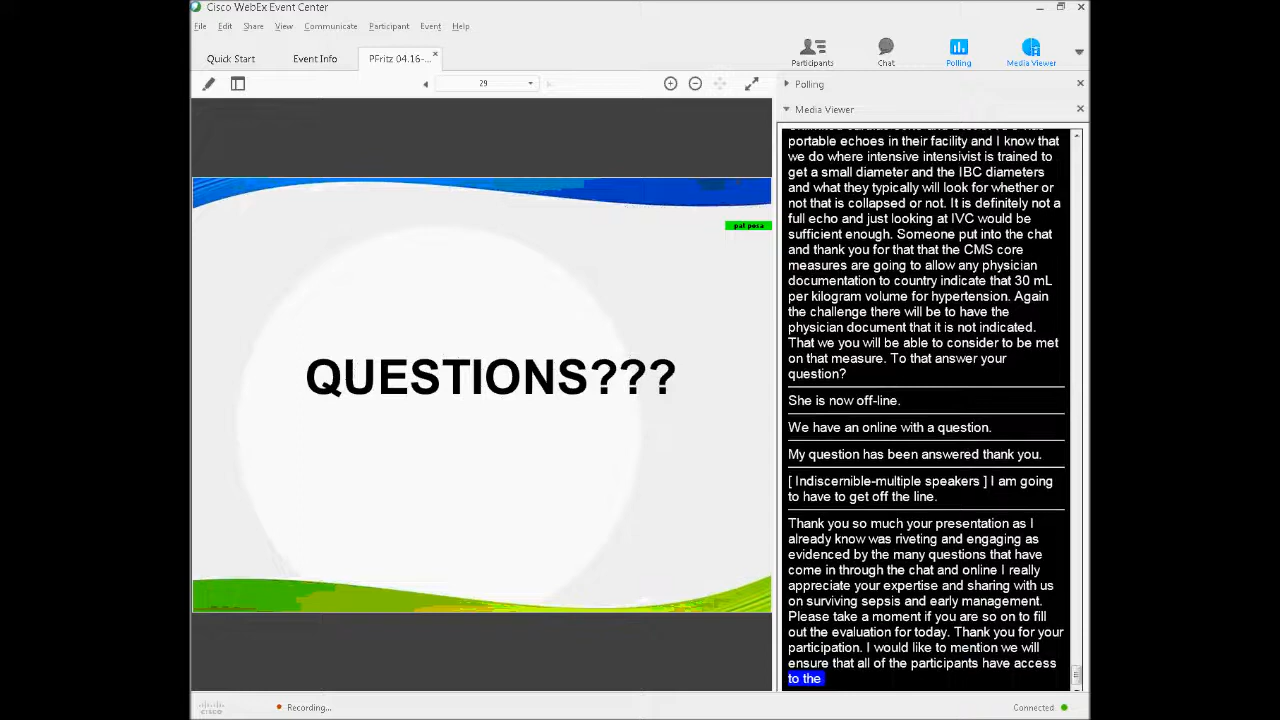 Cisco WebEx Event Center
File Edit Share View Communicate Participant Event Help
Quick Start Event Info PFritz 04.16-...
Participants Chat Polling Media Viewer
29
Polling
Media Viewer
portable echoes in their facility and I know that
we do where intensive intensivist is trained to
get a small diameter and the IBC diameters
and what they typically will look for whether or
not that is collapsed or not. It is definitely not a
full echo and just looking at IVC would be
sufficient enough. Someone put into the chat
and thank you for that that the CMS core
measures are going to allow any physician
documentation to country indicate that 30 mL
per kilogram volume for hypertension. Again
the challenge there will be to have the
physician document that it is not indicated.
That we you will be able to consider to be met
on that measure. To that answer your
question?
She is now off-line.
We have an online with a question.
My question has been answered thank you.
[ Indiscernible-multiple speakers ] I am going
to have to get off the line.
Thank you so much your presentation as I
already know was riveting and engaging as
evidenced by the many questions that have
come in through the chat and online I really
appreciate your expertise and sharing with us
on surviving sepsis and early management.
Please take a moment if you are so on to fill
out the evaluation for today. Thank you for your
participation. I would like to mention we will
ensure that all of the participants have access
to the
pat posa
QUESTIONS???
cisco
Recording...
Connected